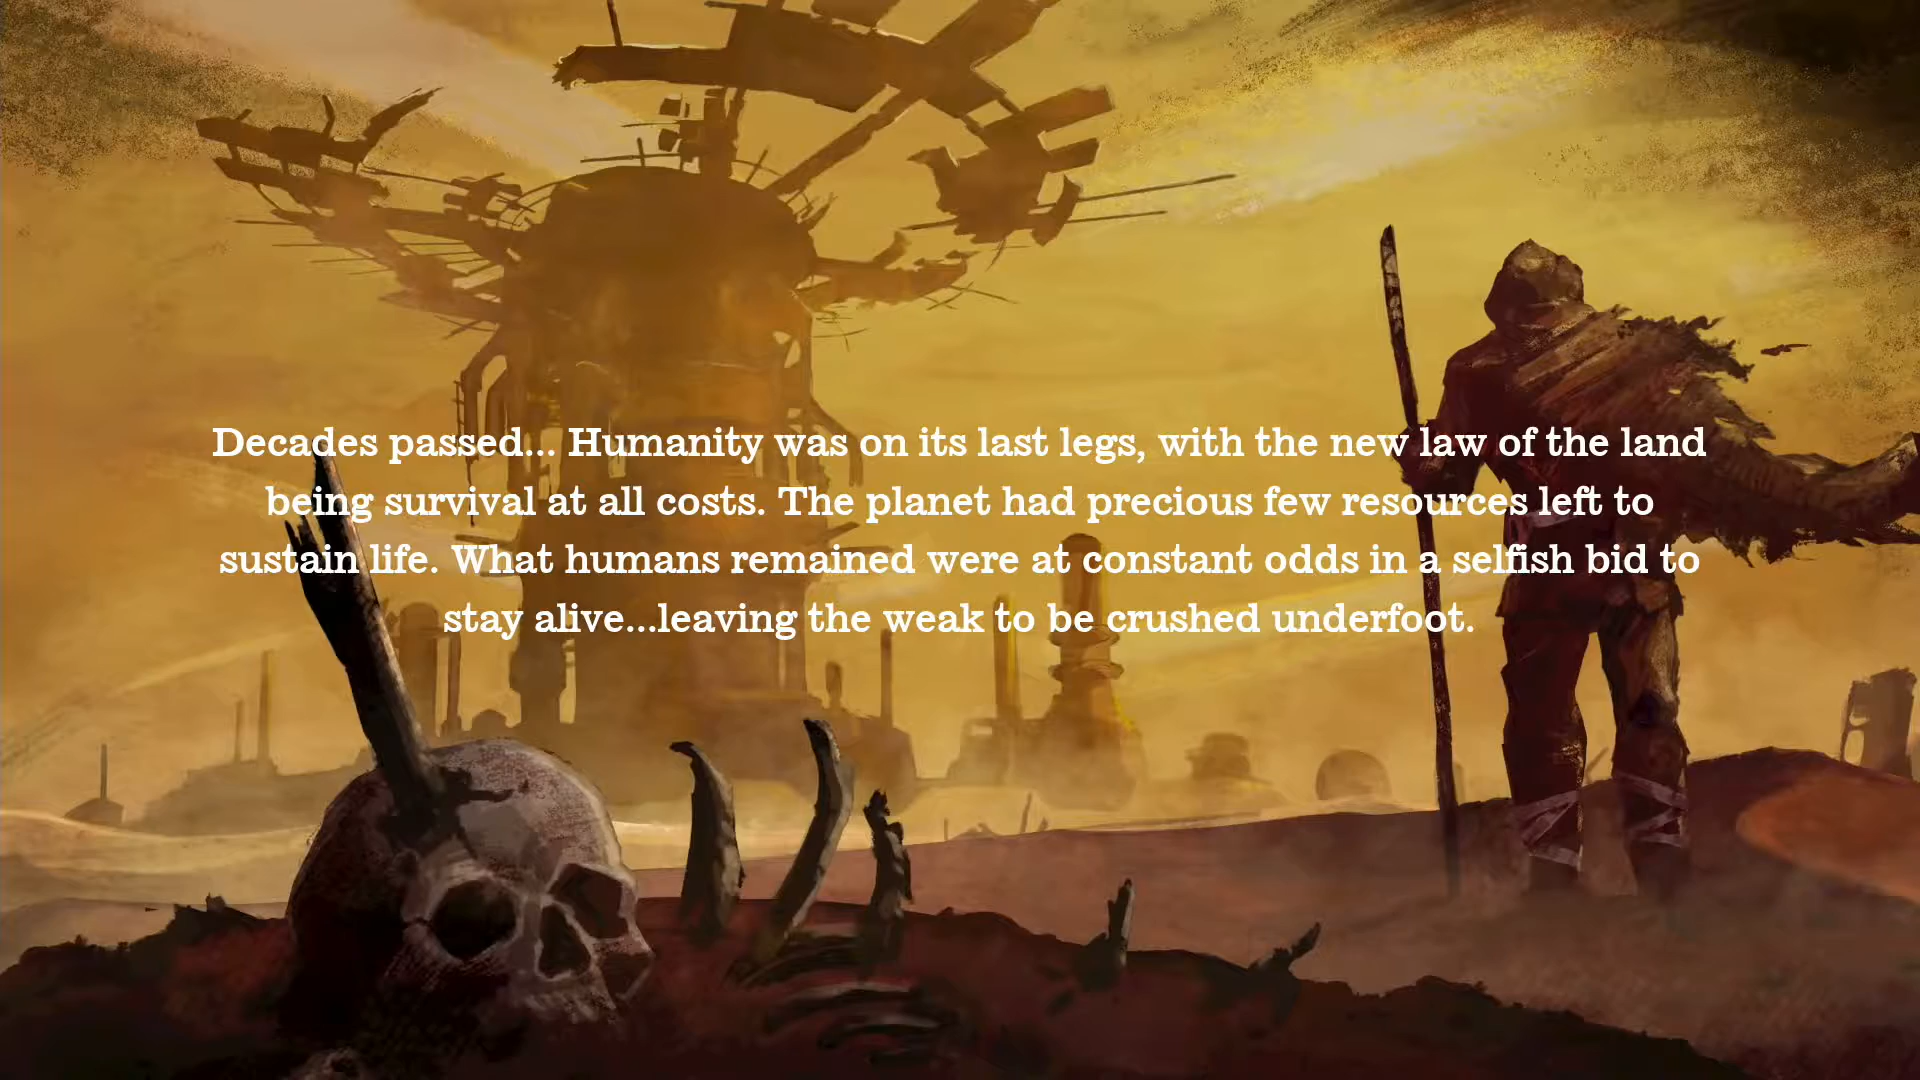 Decades passed... Humanity was on its last legs, with the new law of the land
being survival at all costs. The planet had precious few resources left to
sustain life. What humans remained were at constant odds in a selfish bid to
stay alive...leaving the weak to be crushed underfoot.